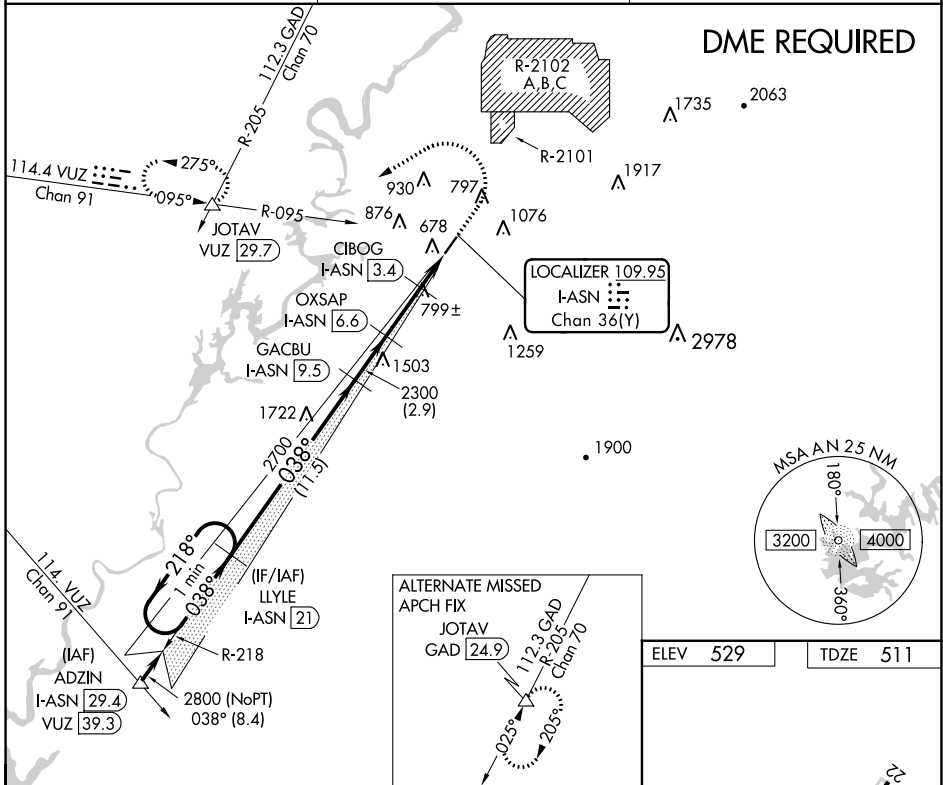 DME REQUIRED
112.3 GAD
Chan 70
R-205
R-2102
A,B,C
R-2101
1735
2063
1917
114.4 VUZ
Chan 91
275°
095°
R-095
JOTAV
VUZ 29.7
930
797
876
1076
678
CIBOG
I-ASN 3.4
799±
LOCALIZER 109.95
I-ASN
Chan 36(Y)
OXSAP
I-ASN 6.6
1259
2978
GACBU
I-ASN 9.5
1503
2300
(2.9)
1722
2700
038°
(11.5)
1900
MSA AN 25 NM
180°
3200
4000
360°
218°
1 min
038°
(IF/IAF)
LLYLE
I-ASN 21
114. VUZ
Chan 91
R-218
(IAF)
ADZIN
I-ASN 29.4
VUZ 39.3
2800 (NoPT)
038° (8.4)
ALTERNATE MISSED
APCH FIX
JOTAV
GAD 24.9
112.3 GAD
R-205
Chan 70
025°
205°
ELEV 529
TDZE 511
22